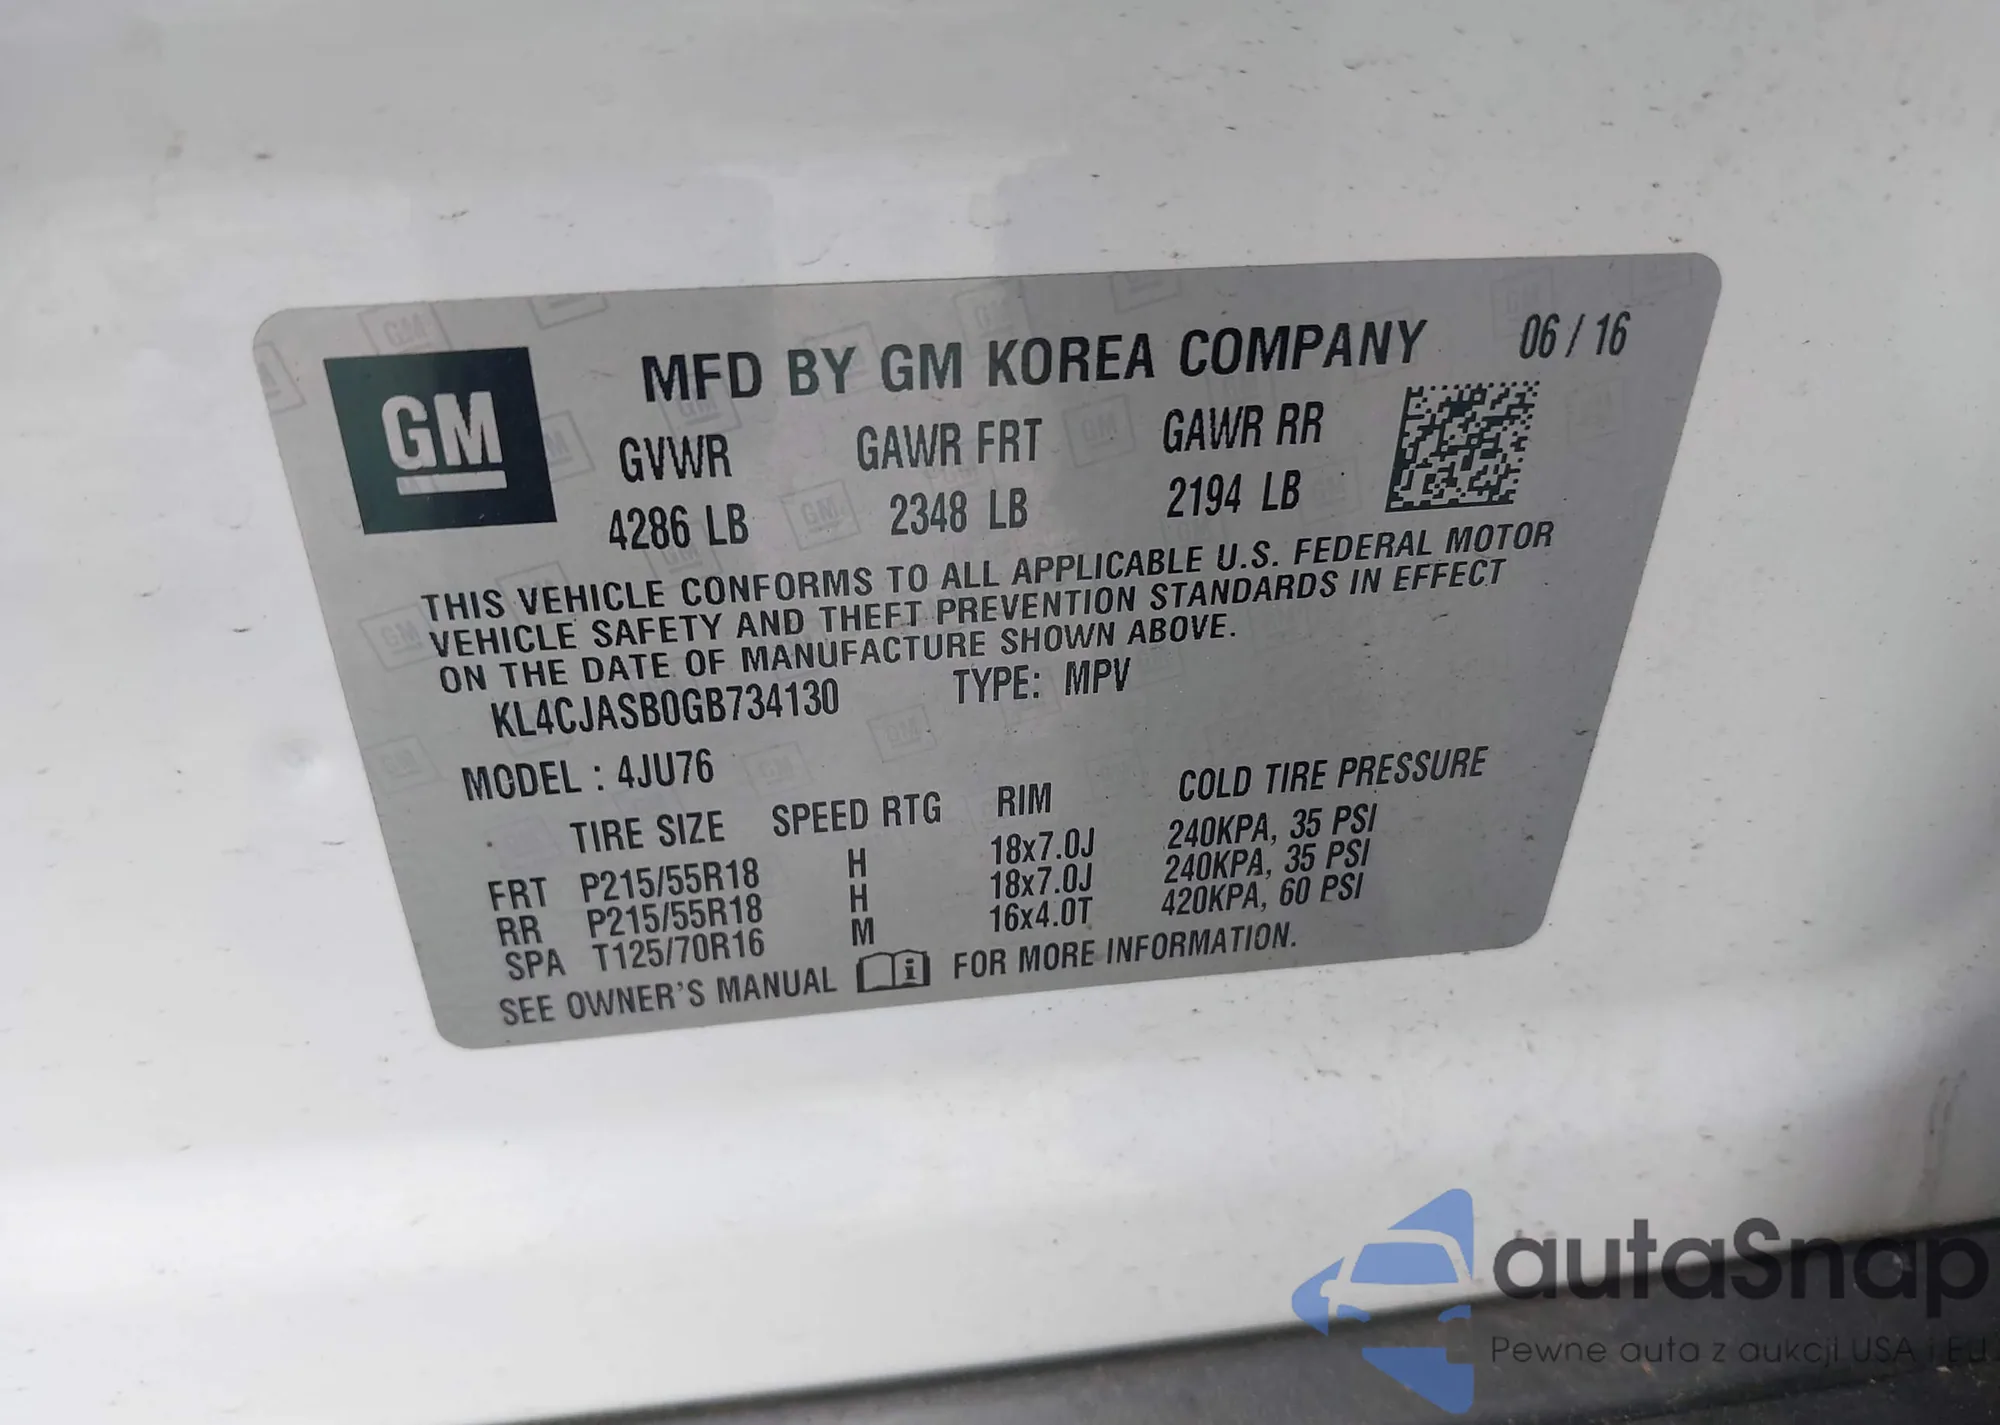 GM
MFD BY GM KOREA COMPANY 06 / 16
GVWR GAWR FRT GAWR RR
4286 LB 2348 LB 2194 LB
THIS VEHICLE CONFORMS TO ALL APPLICABLE U.S. FEDERAL MOTOR
VEHICLE SAFETY AND THEFT PREVENTION STANDARDS IN EFFECT
ON THE DATE OF MANUFACTURE SHOWN ABOVE.
KL4CJASB0GB734130 TYPE: MPV
MODEL : 4JU76
TIRE SIZE SPEED RTG RIM COLD TIRE PRESSURE
FRT P215/55R18 H 18x7.0J 240KPA, 35 PSI
RR P215/55R18 H 18x7.0J 240KPA, 35 PSI
SPA T125/70R16 M 16x4.0T 420KPA, 60 PSI
SEE OWNER'S MANUAL i FOR MORE INFORMATION.
autaSnap
Pewne auta z aukcji USA i EU